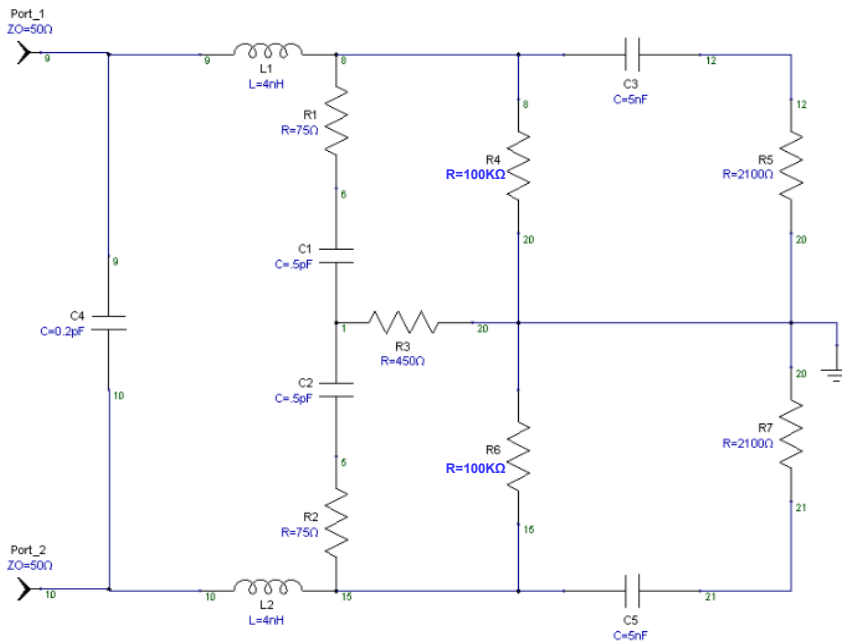 Port_1
ZO=50Ω
9
9
L1
L=4nH
8
C3
C=5nF
12
R1
R=75Ω
8
12
R4
R=100KΩ
R5
R=2100Ω
6
9
20
20
C1
C=.5pF
C4
C=0.2pF
1
R3
R=450Ω
20
C2
C=.5pF
10
20
R6
R=100KΩ
R7
R=2100Ω
5
21
R2
R=75Ω
15
Port_2
ZO=50Ω
10
10
L2
L=4nH
15
C5
C=5nF
21